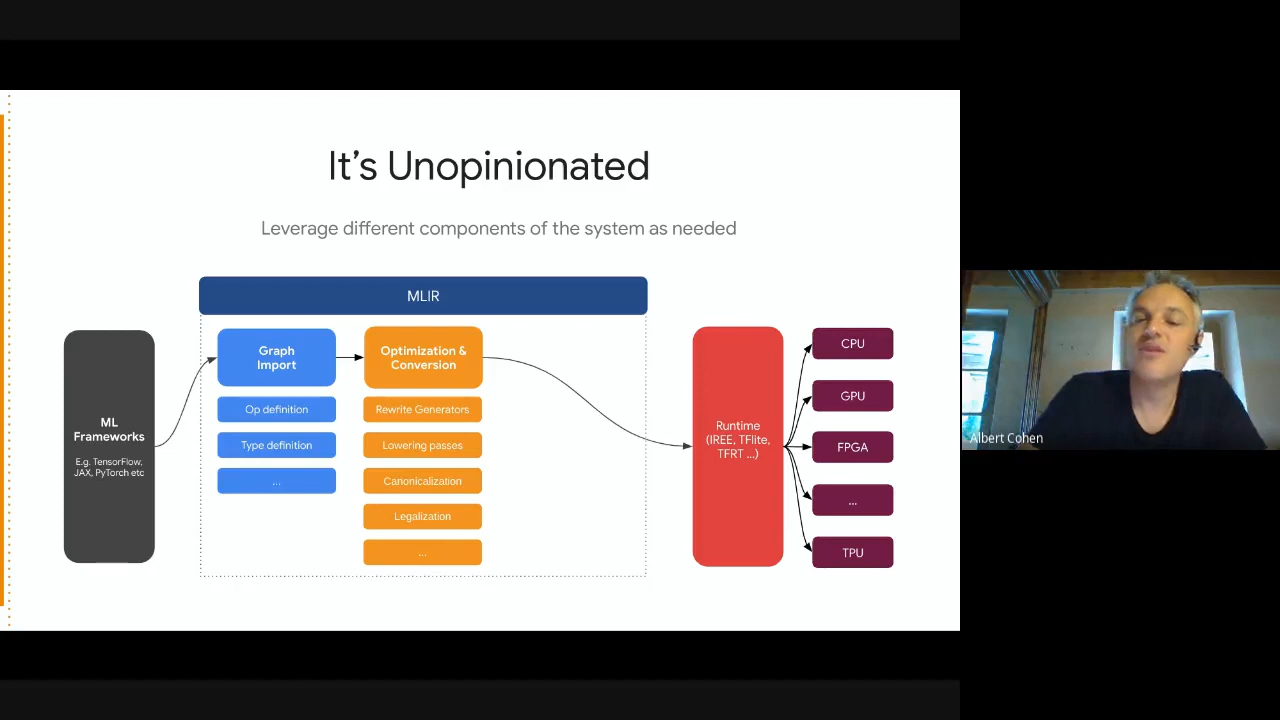 It's Unopinionated
Leverage different components of the system as needed
MLIR
ML
Frameworks
E.g. TensorFlow,
JAX, PyTorch etc
Graph
Import
Op definition
Type definition
...
Optimization &
Conversion
Rewrite Generators
Lowering passes
Canonicalization
Legalization
...
Runtime
(IREE, TFlite,
TFRT ...)
CPU
GPU
FPGA
...
TPU
Albert Cohen